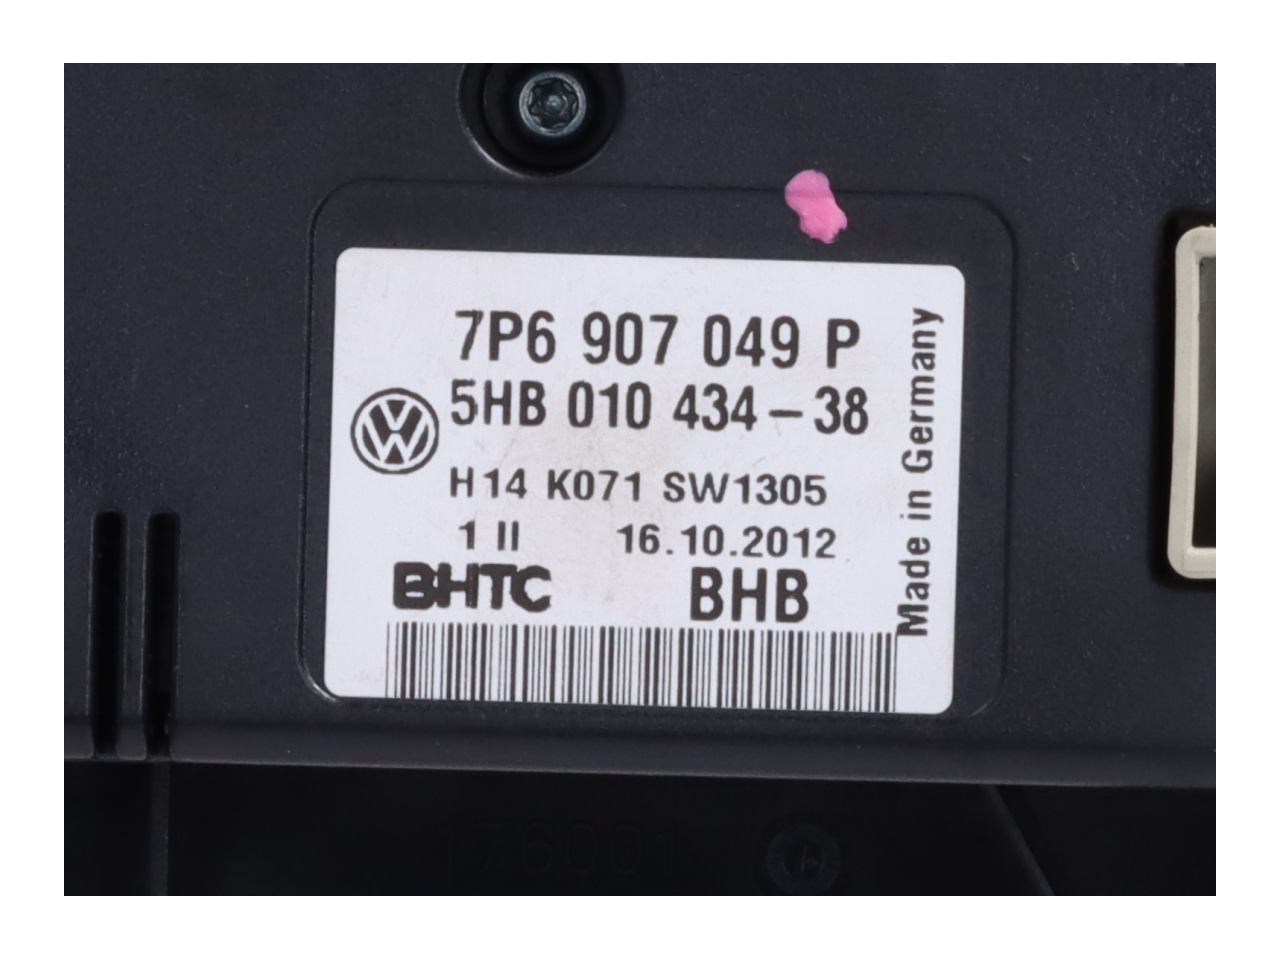 7P6 907 049 P
5HB 010 434-38
H14 K071 SW1305
1 II 16.10.2012
BHTC BHB
Made in Germany
176001